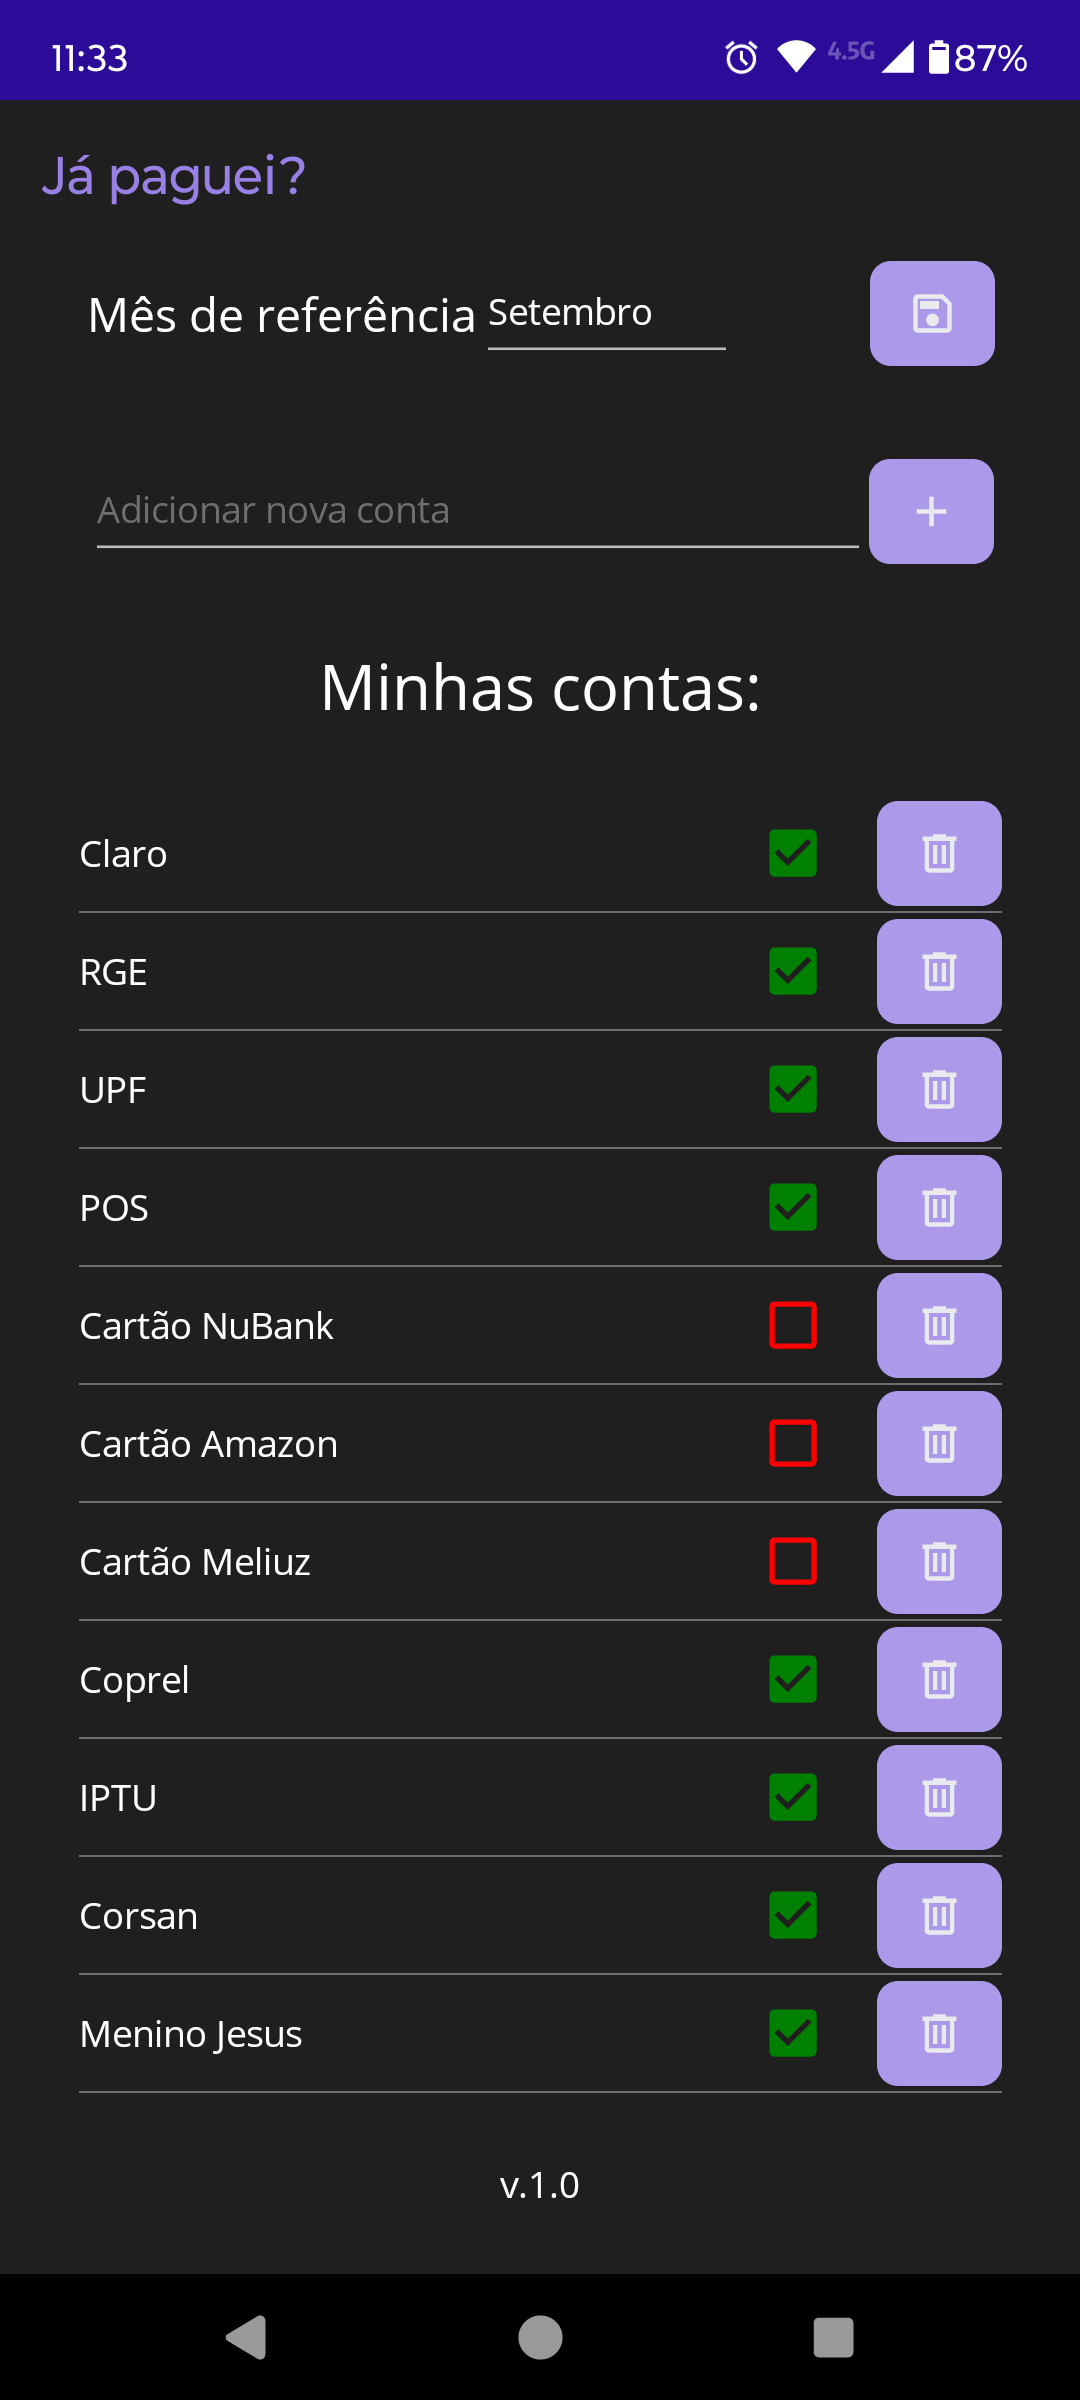 11:33 4.5G 87%
Já paguei?
Mês de referência Setembro
Adicionar nova conta
Minhas contas:
Claro
RGE
UPF
POS
Cartão NuBank
Cartão Amazon
Cartão Meliuz
Coprel
IPTU
Corsan
Menino Jesus
v.1.0